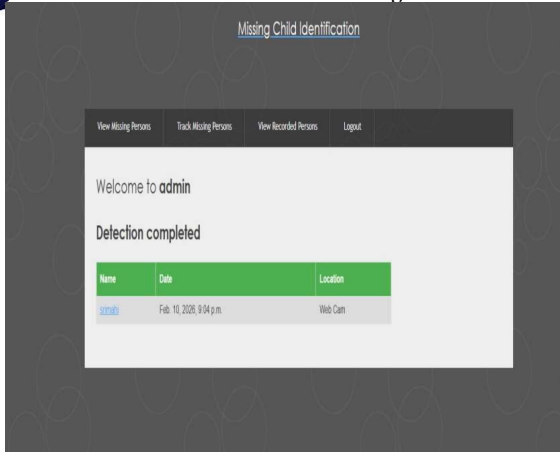 Missing Child Identification
View Missing Persons Track Missing Persons View Recorded Persons Logout
Welcome to admin
Detection completed
Name Date Location
Feb. 10, 2026, 9:04 p.m. Web Cam